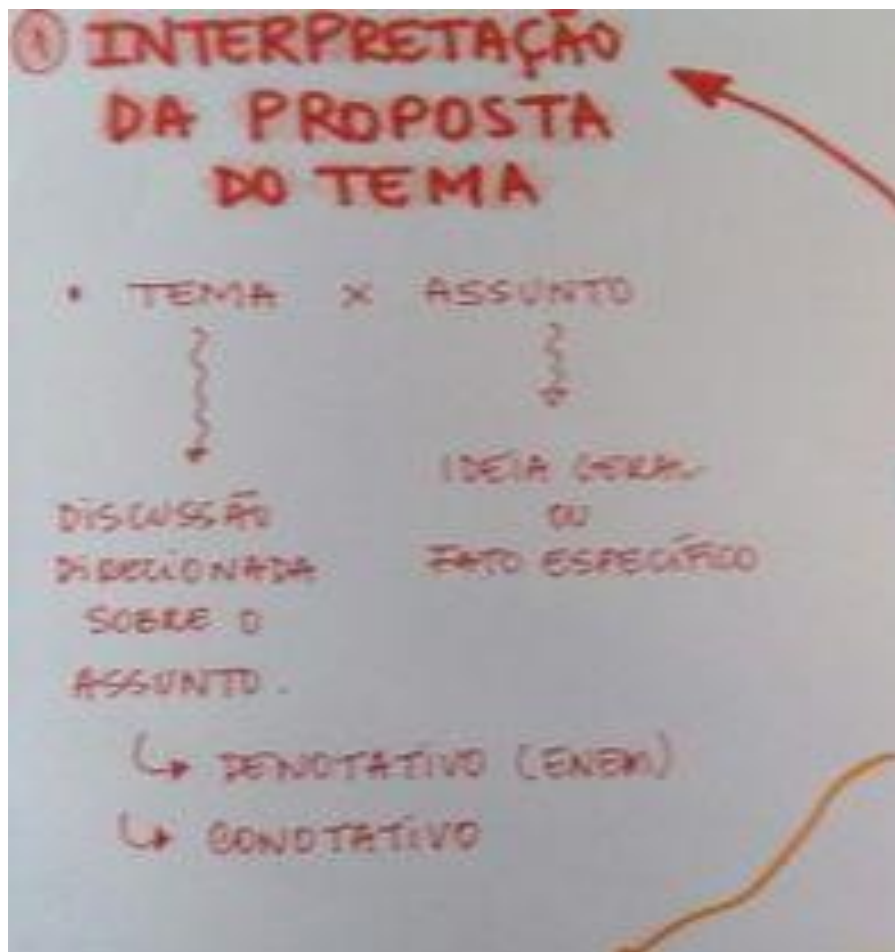 ① INTERPRETAÇÃO
DA PROPOSTA
DO TEMA
• TEMA X ASSUNTO
DISCUSSÃO
DIRECIONADA
SOBRE O
ASSUNTO.
IDEIA GERAL
OU
FATO ESPECÍFICO
↳ DENOTATIVO (ENEM)
↳ CONOTATIVO